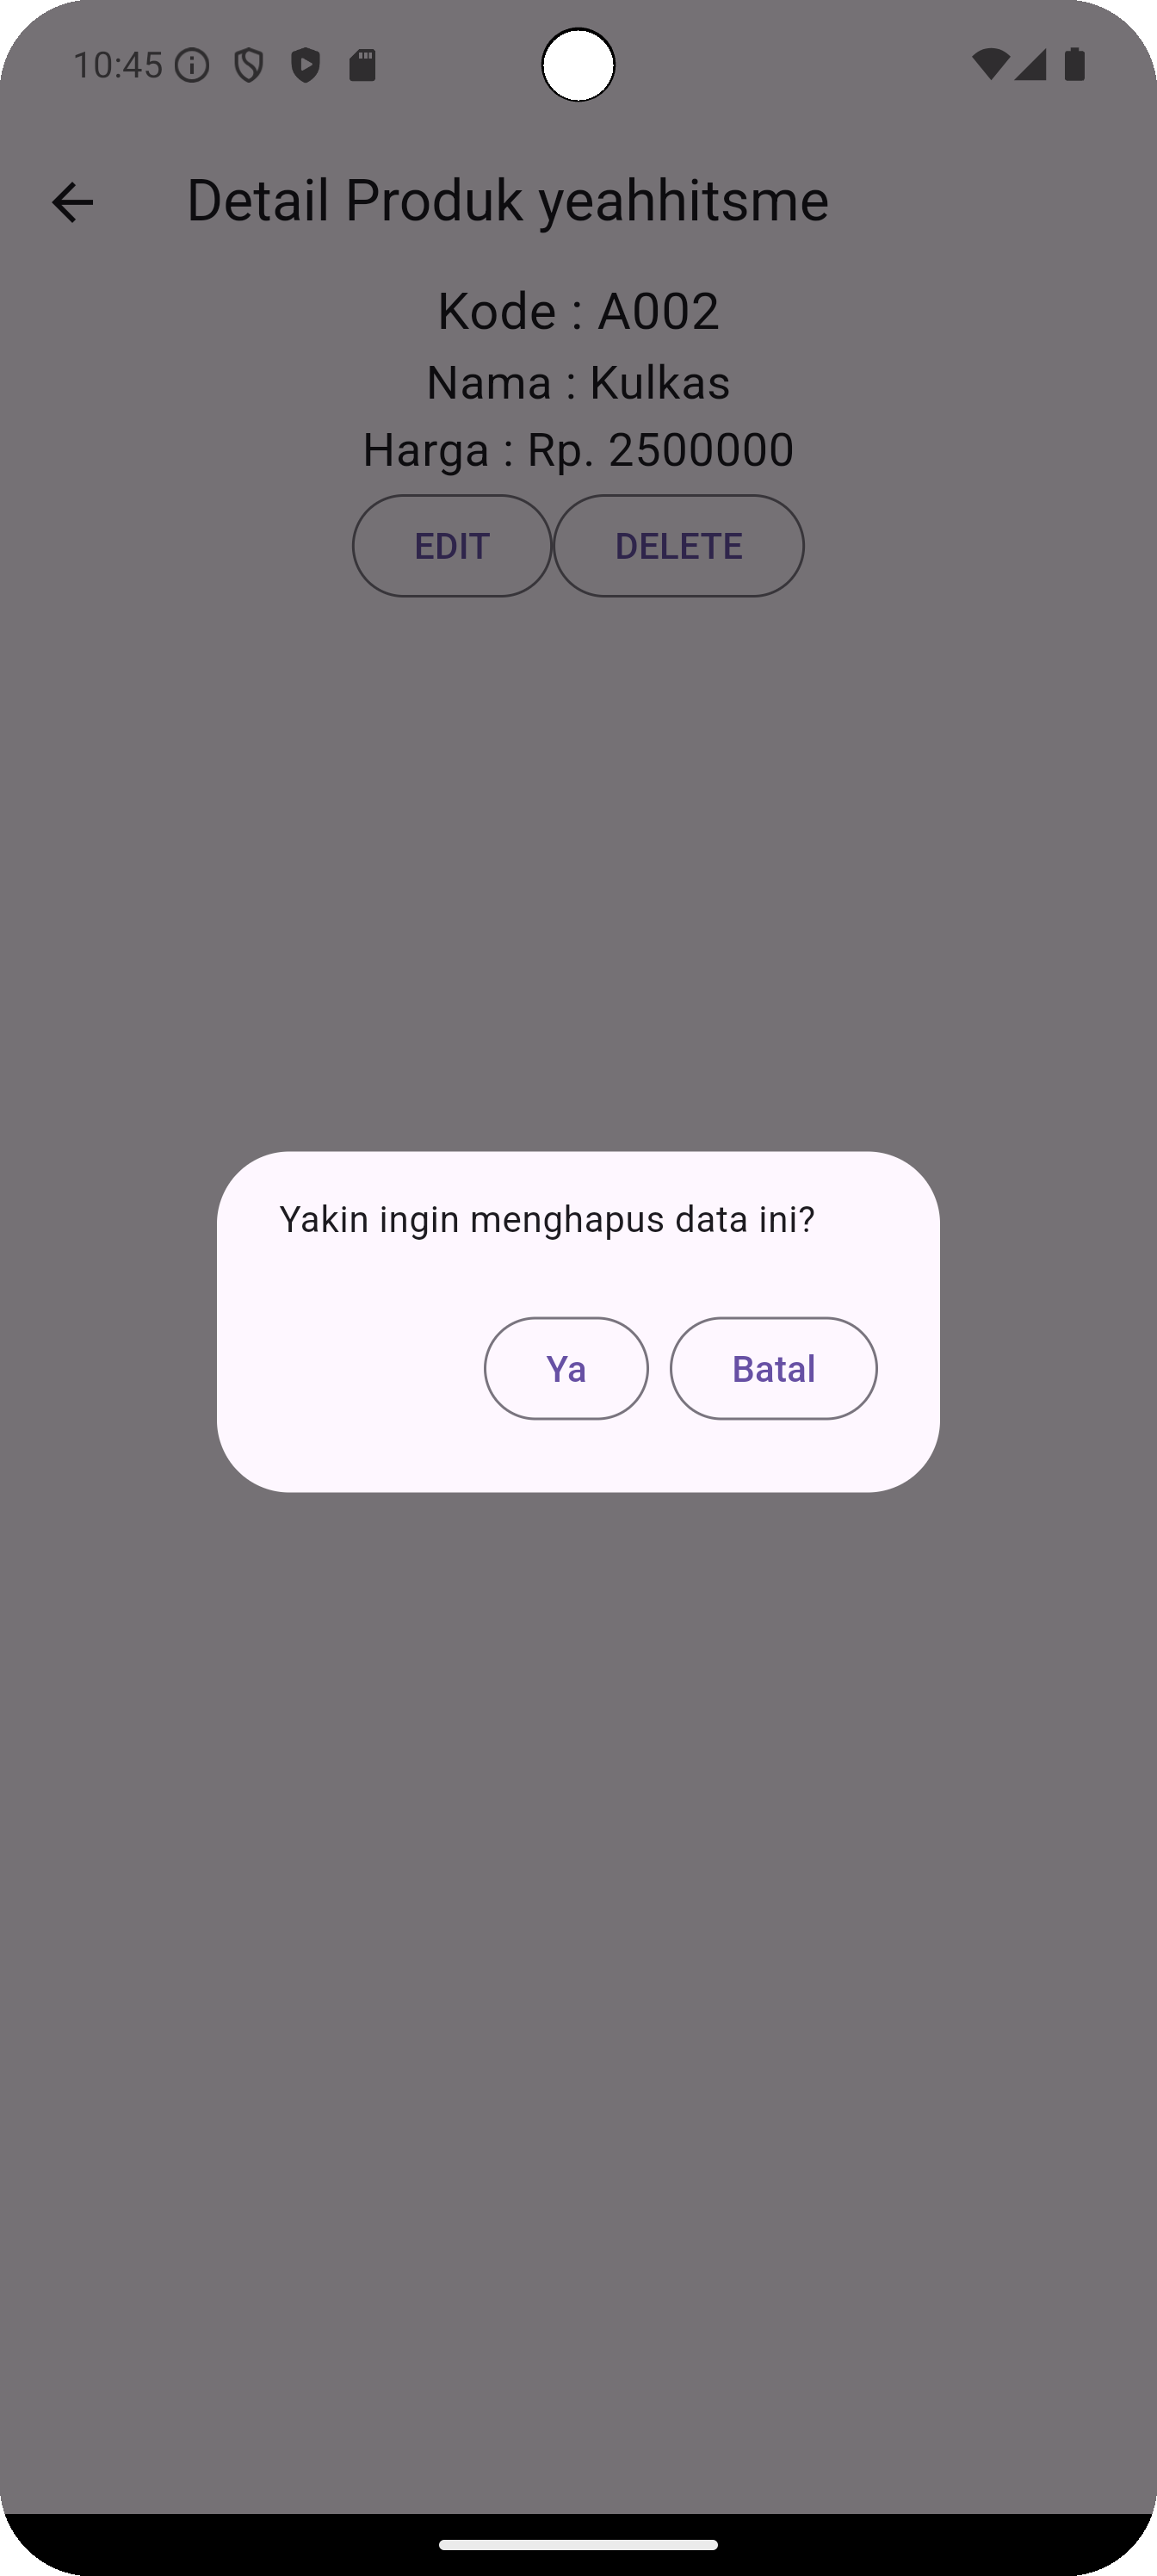 10:45
Detail Produk yeahhitsme
Kode : A002
Nama : Kulkas
Harga : Rp. 2500000
EDIT DELETE
Yakin ingin menghapus data ini?
Ya Batal